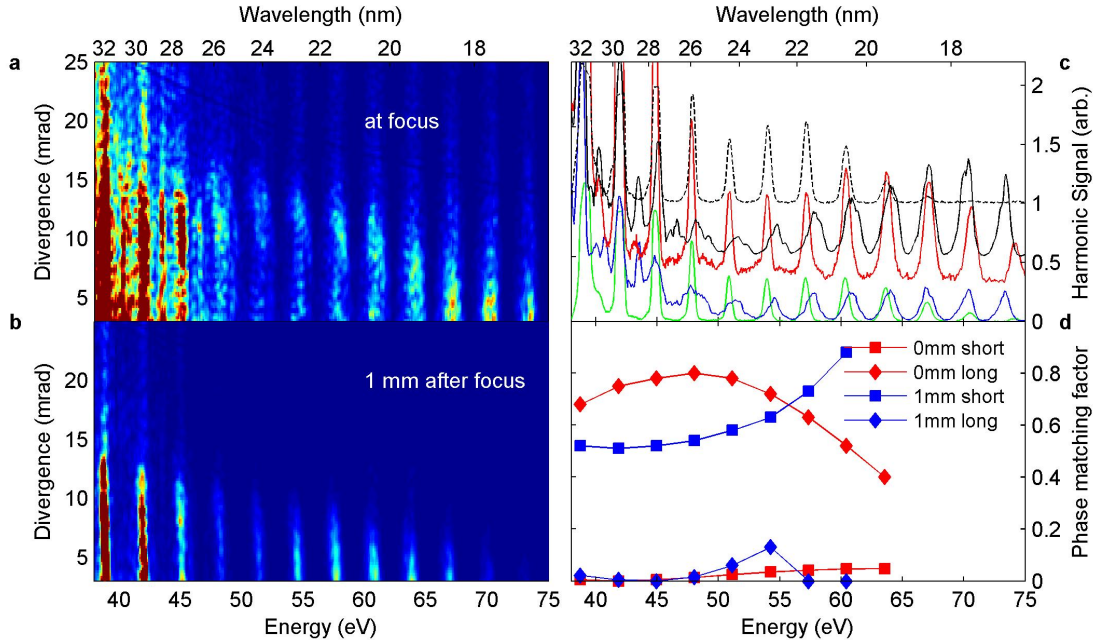 Wavelength (nm)
32 30 28 26 24 22 20 18
a
25
20
15
10
5
Divergence (mrad)
at focus
b
20
15
10
5
Divergence (mrad)
1 mm after focus
40 45 50 55 60 65 70 75
Energy (eV)
Wavelength (nm)
32 30 28 26 24 22 20 18
c
2
1.5
1
0.5
0
Harmonic Signal (arb.)
d
0mm short
0mm long
1mm short
1mm long
0.8
0.6
0.4
0.2
0
Phase matching factor
40 45 50 55 60 65 70 75
Energy (eV)